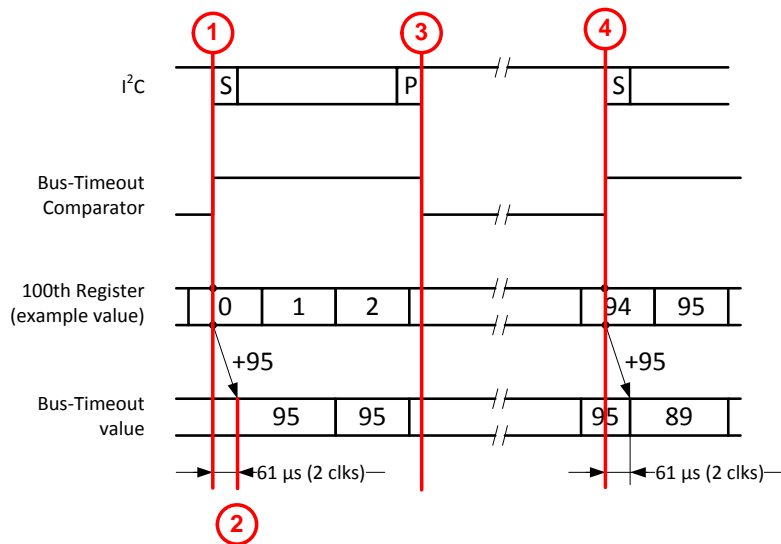 1
3
4
I²C
S
P
S
Bus-Timeout
Comparator
100th Register
(example value)
0
1
2
94
95
+95
+95
Bus-Timeout
value
95
95
95
89
61 µs (2 clks)
61 µs (2 clks)
2